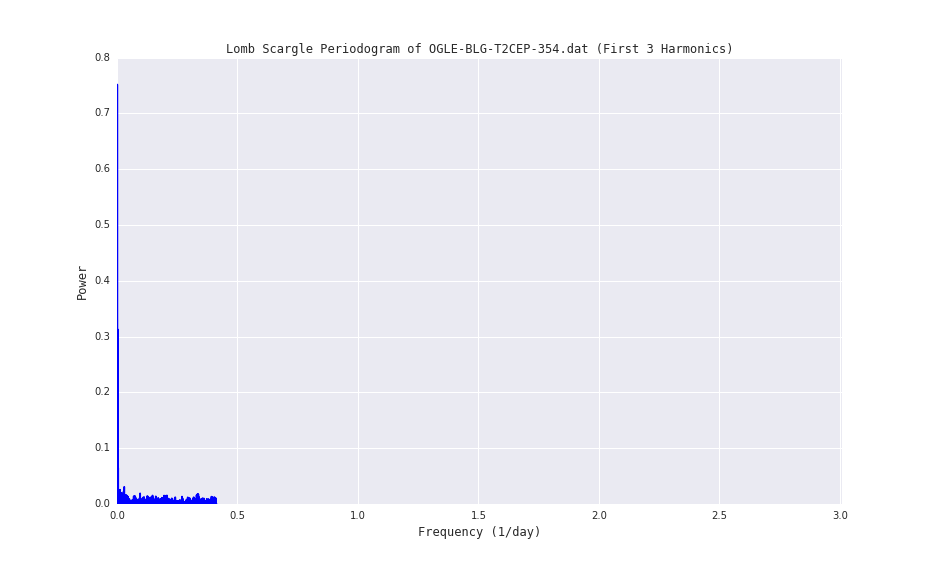 Lomb Scargle Periodogram of OGLE-BLG-T2CEP-354.dat (First 3 Harmonics)
0.8
0.7
0.6
0.5
0.4
0.3
0.2
0.1
0.0
Power
0.0 0.5 1.0 1.5 2.0 2.5 3.0
Frequency (1/day)